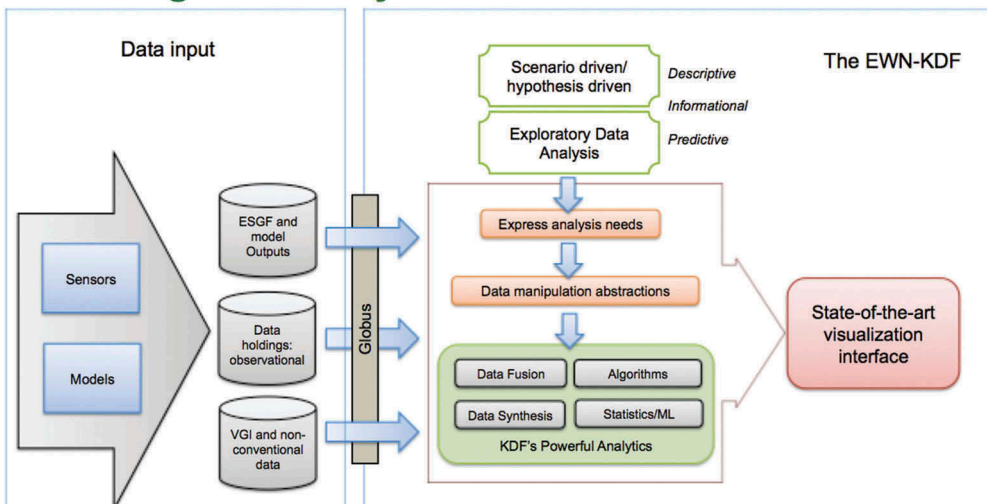 Data input
The EWN-KDF
Scenario driven/
hypothesis driven
Descriptive
Informational
Exploratory Data
Analysis
Predictive
ESGF and
model
Outputs
Sensors
Models
Data
holdings:
observational
VGI and non-
conventional
data
Globus
Express analysis needs
Data manipulation abstractions
Data Fusion
Algorithms
Data Synthesis
Statistics/ML
KDF's Powerful Analytics
State-of-the-art
visualization
interface